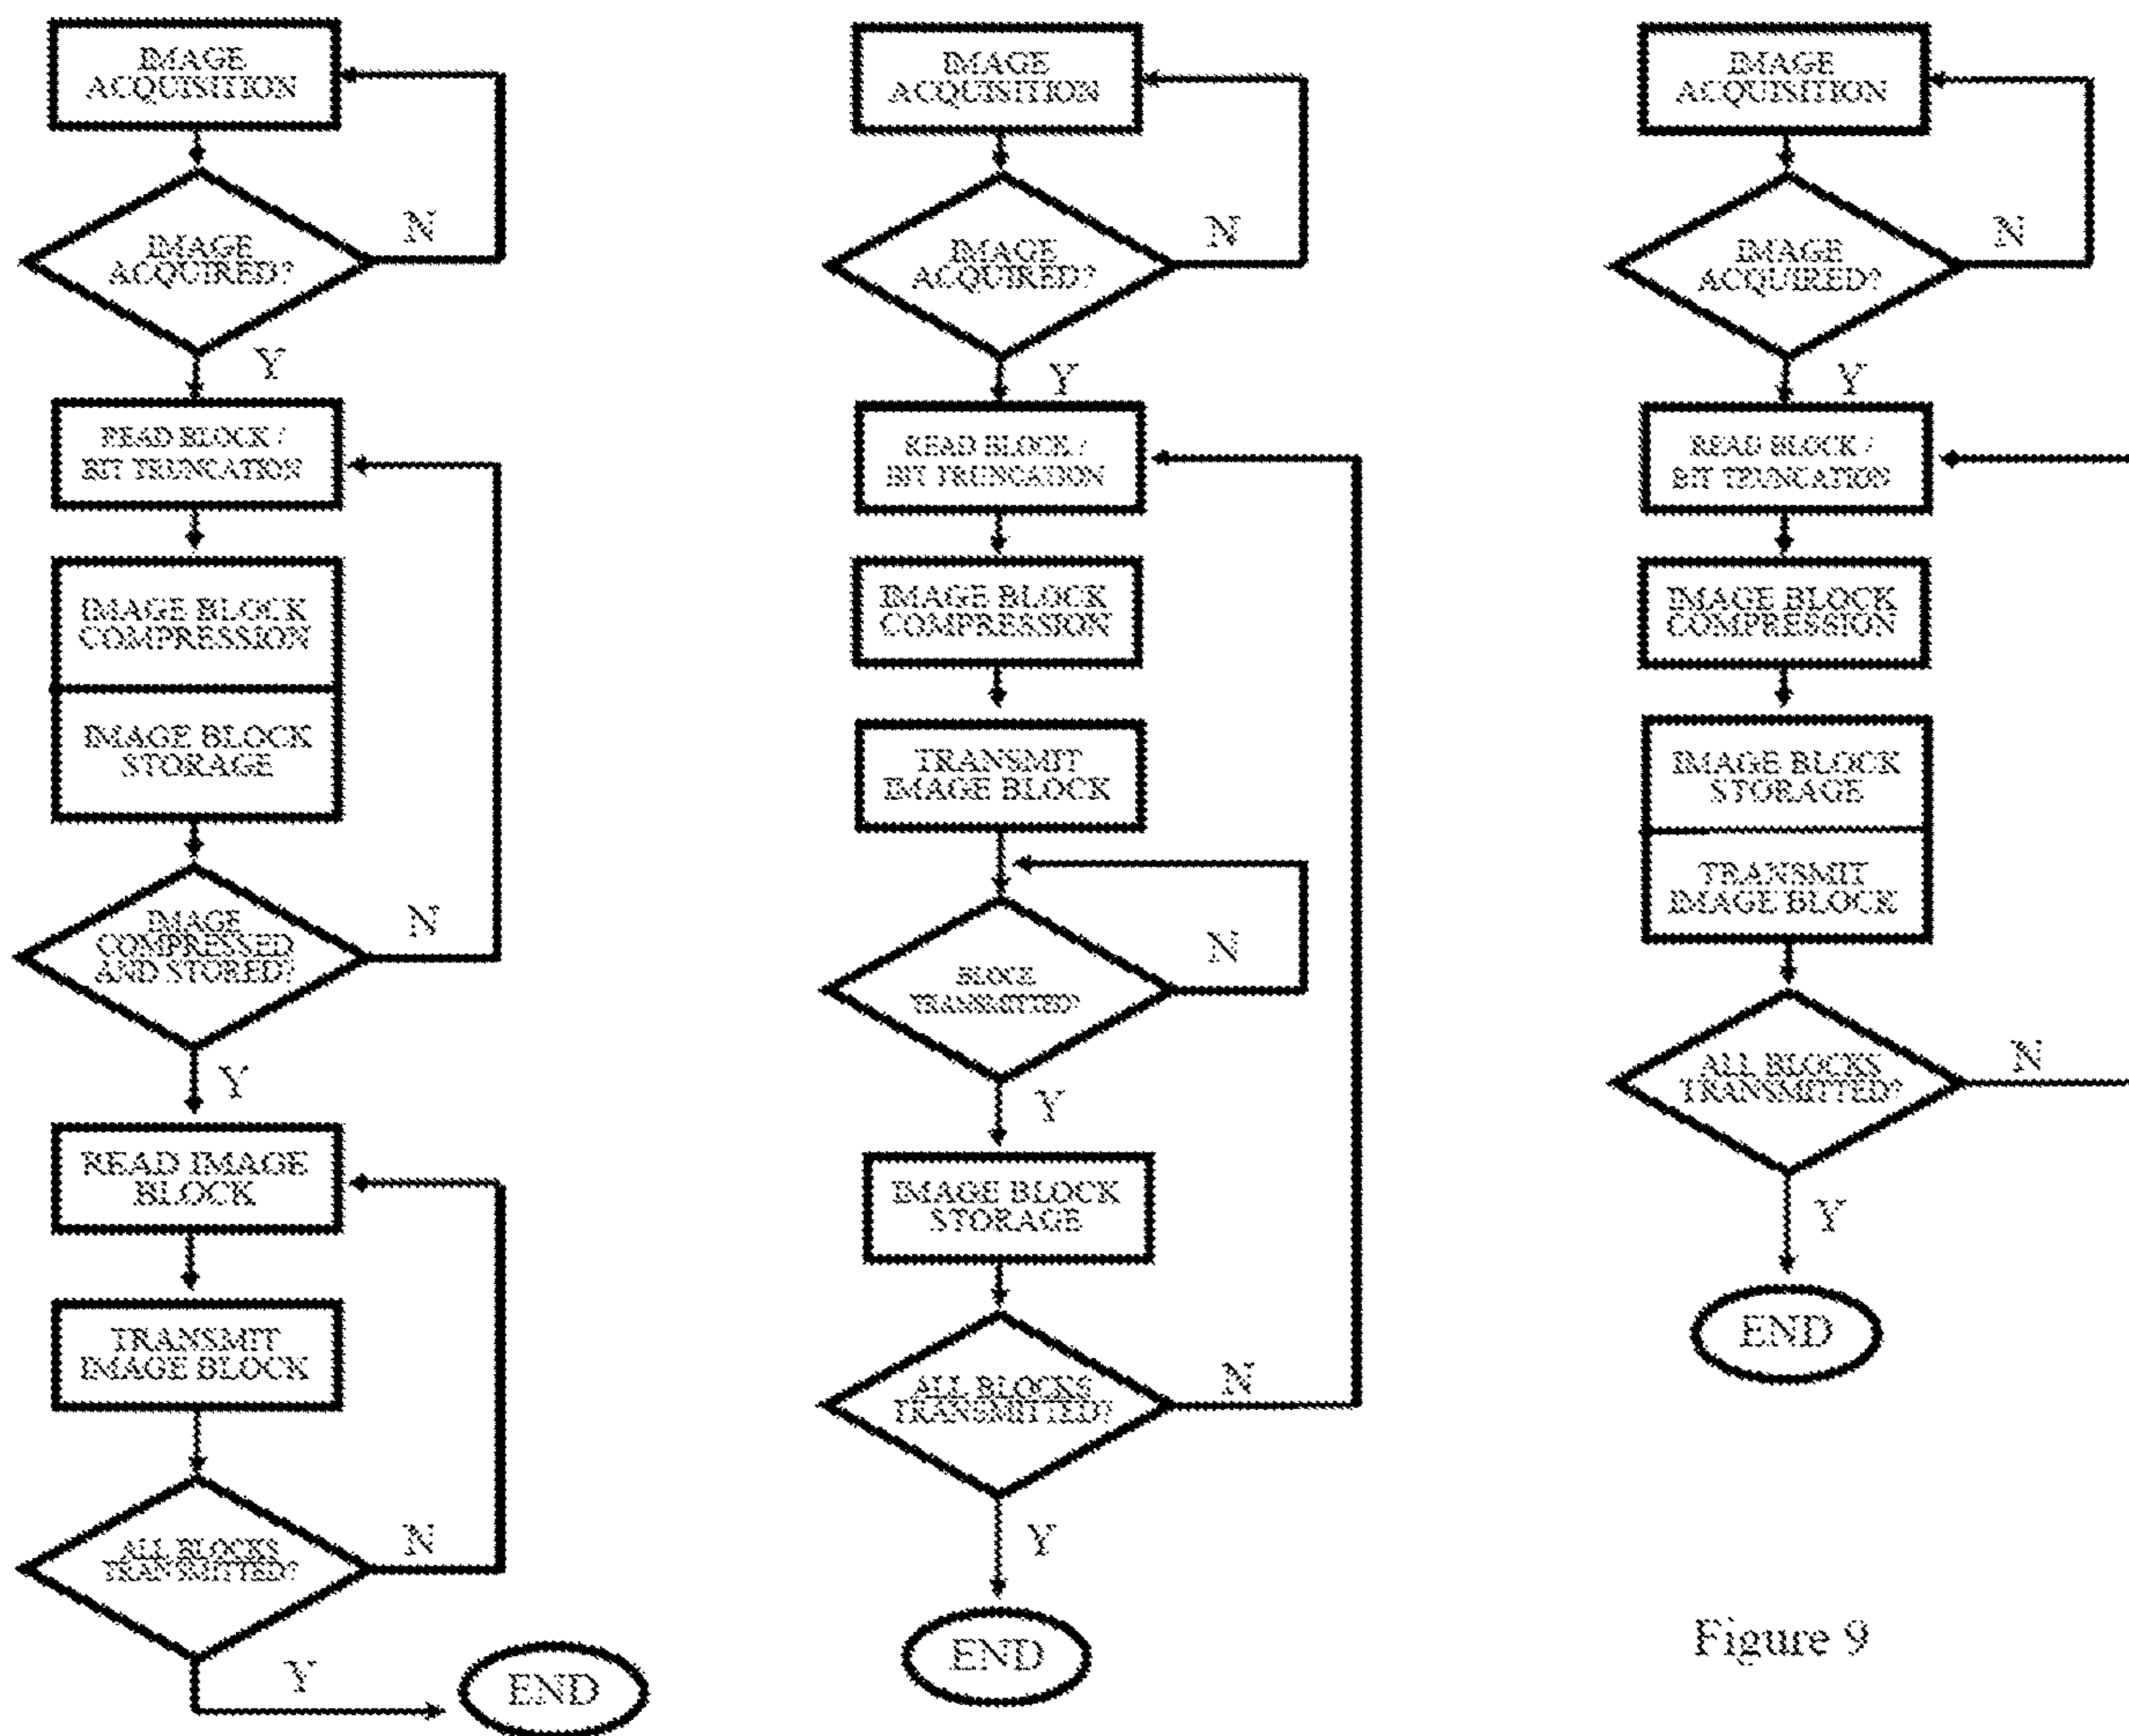 IMAGE
ACQUISITION
IMAGE
ACQUIRED?
N
Y
READ BLOCK /
BIT TRUNCATION
IMAGE BLOCK
COMPRESSION
IMAGE BLOCK
STORAGE
IMAGE
COMPRESSED
AND STORED?
N
Y
READ IMAGE
BLOCK
TRANSMIT
IMAGE BLOCK
ALL BLOCKS
TRANSMITTED?
N
Y
END
IMAGE
ACQUISITION
IMAGE
ACQUIRED?
N
Y
READ BLOCK /
BIT TRUNCATION
IMAGE BLOCK
COMPRESSION
TRANSMIT
IMAGE BLOCK
BLOCK
TRANSMITTED?
N
Y
IMAGE BLOCK
STORAGE
ALL BLOCKS
TRANSMITTED?
N
Y
END
IMAGE
ACQUISITION
IMAGE
ACQUIRED?
N
Y
READ BLOCK /
BIT TRUNCATION
IMAGE BLOCK
COMPRESSION
IMAGE BLOCK
STORAGE
TRANSMIT
IMAGE BLOCK
ALL BLOCKS
TRANSMITTED?
N
Y
END
Figure 9